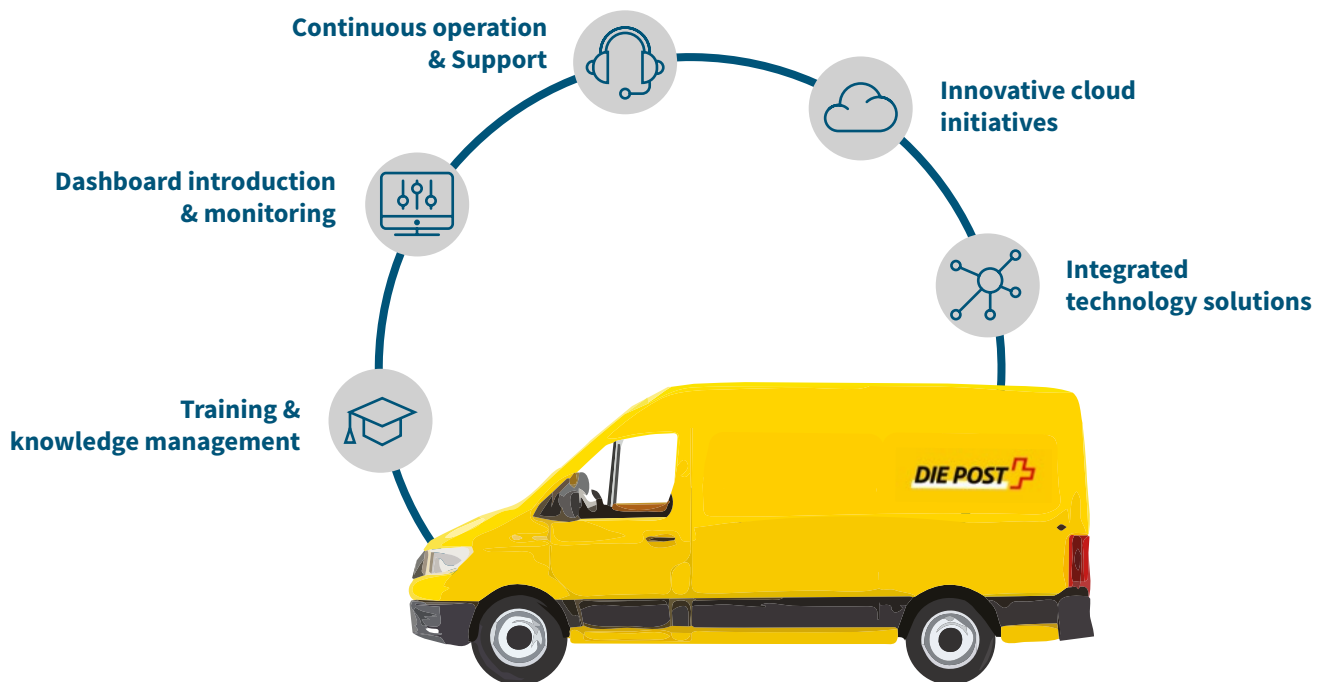 Continuous operation
& Support
Innovative cloud
initiatives
Dashboard introduction
& monitoring
Integrated
technology solutions
Training &
knowledge management
DIE POST